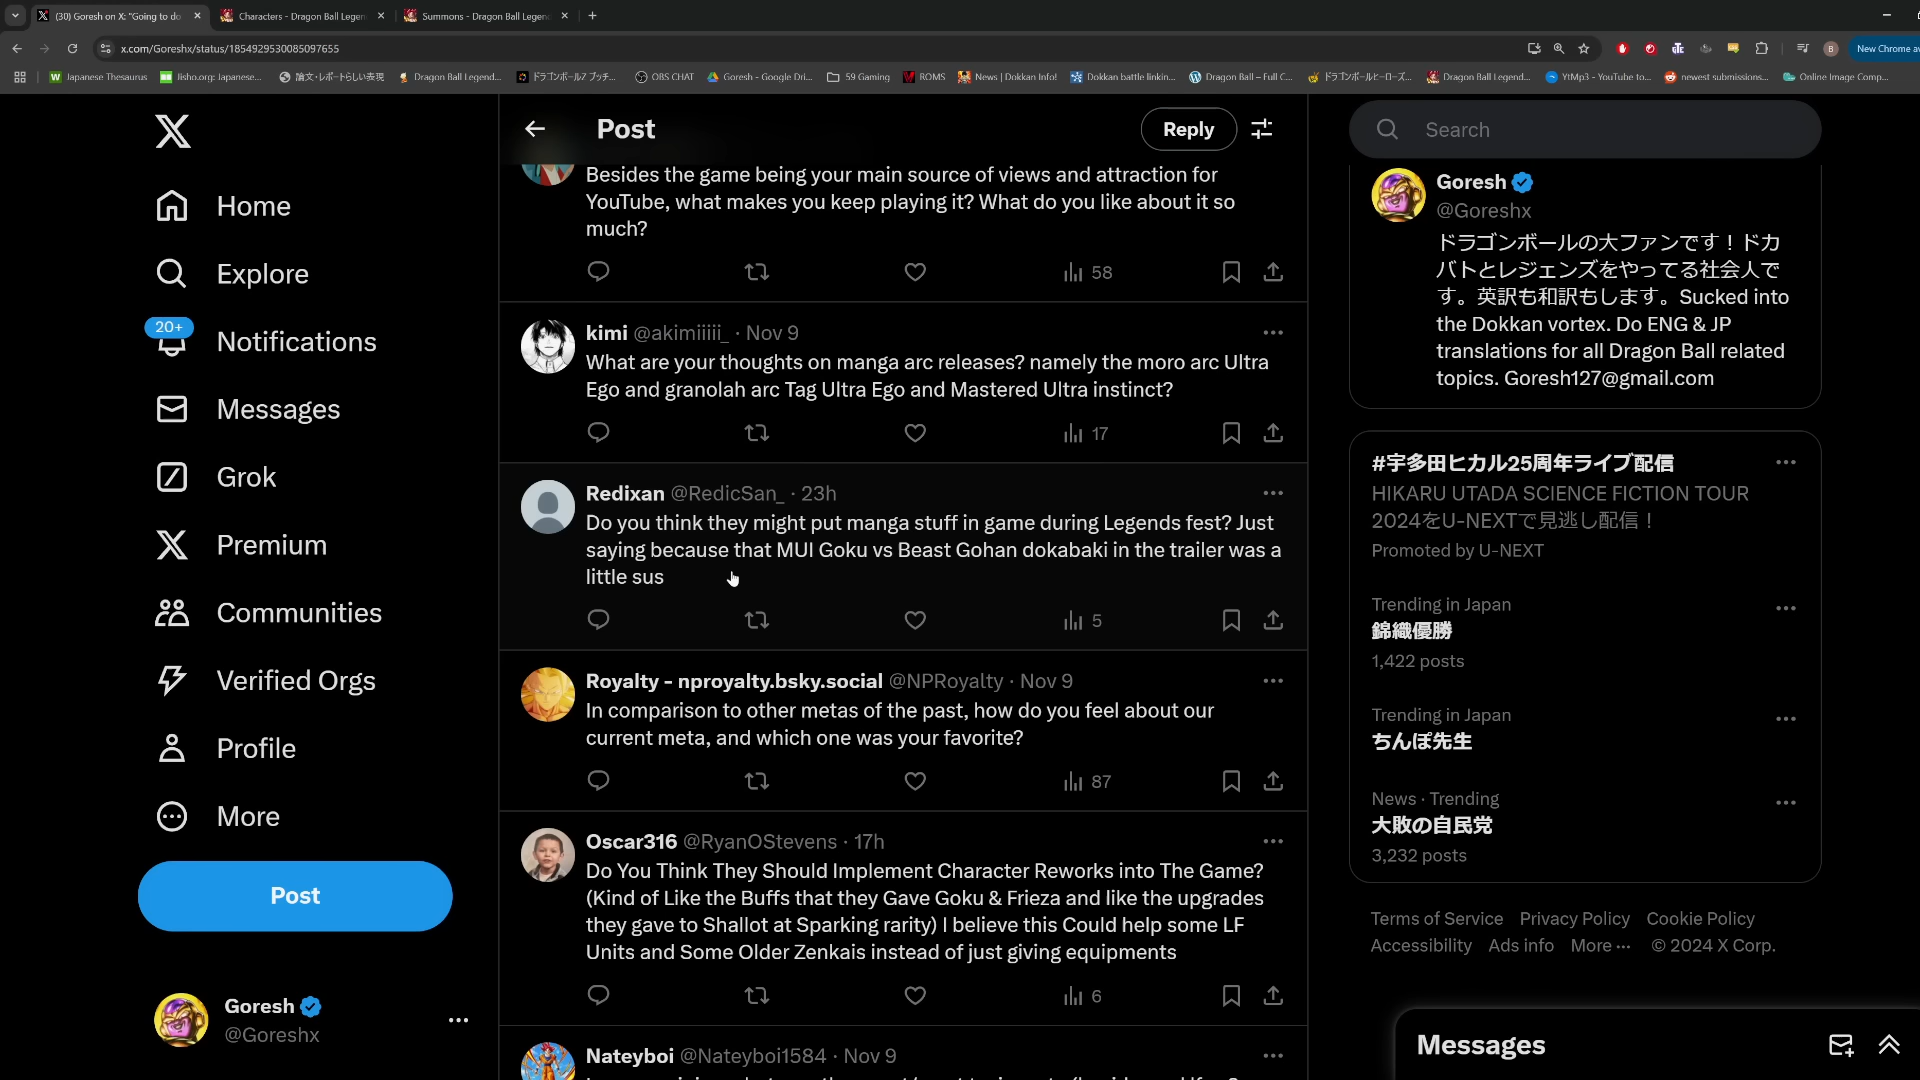 (30) Goresh on X: "Going to do
Characters - Dragon Ball Legen
Summons - Dragon Ball Legen
x.com/Goreshx/status/1854929530085097655
New Chrome av
Japanese Thesaurus
Jisho.org: Japanese...
論文・レポートらしい表現
Dragon Ball Legend...
ドラゴンボールZ ブッチ...
OBS CHAT
Goresh - Google Dri...
59 Gaming
ROMS
News | Dokkan Info!
Dokkan battle linkin...
Dragon Ball – Full C...
ドラゴンボールヒーローズ...
Dragon Ball Legend...
YtMp3 - YouTube to...
newest submissions...
Online Image Comp...
Home
Explore
20+
Notifications
Messages
Grok
Premium
Communities
Verified Orgs
Profile
More
Post
Goresh
@Goreshx
Post
Reply
Besides the game being your main source of views and attraction for
YouTube, what makes you keep playing it? What do you like about it so
much?
58
kimi @akimiiiii_ · Nov 9
What are your thoughts on manga arc releases? namely the moro arc Ultra
Ego and granolah arc Tag Ultra Ego and Mastered Ultra instinct?
17
Redixan @RedicSan_ · 23h
Do you think they might put manga stuff in game during Legends fest? Just
saying because that MUI Goku vs Beast Gohan dokabaki in the trailer was a
little sus
5
Royalty - nproyalty.bsky.social @NPRoyalty · Nov 9
In comparison to other metas of the past, how do you feel about our
current meta, and which one was your favorite?
87
Oscar316 @RyanOStevens · 17h
Do You Think They Should Implement Character Reworks into The Game?
(Kind of Like the Buffs that they Gave Goku & Frieza and like the upgrades
they gave to Shallot at Sparking rarity) I believe this Could help some LF
Units and Some Older Zenkais instead of just giving equipments
6
Nateyboi @Nateyboi1584 · Nov 9
Search
Goresh
@Goreshx
ドラゴンボールの大ファンです！ドカ
バトとレジェンズをやってる社会人で
す。英訳も和訳もします。Sucked into
the Dokkan vortex. Do ENG & JP
translations for all Dragon Ball related
topics. Goresh127@gmail.com
#宇多田ヒカル25周年ライブ配信
HIKARU UTADA SCIENCE FICTION TOUR
2024をU-NEXTで見逃し配信！
Promoted by U-NEXT
Trending in Japan
錦織優勝
1,422 posts
Trending in Japan
ちんぽ先生
News · Trending
大敗の自民党
3,232 posts
Terms of Service Privacy Policy Cookie Policy
Accessibility Ads info More ··· © 2024 X Corp.
Messages